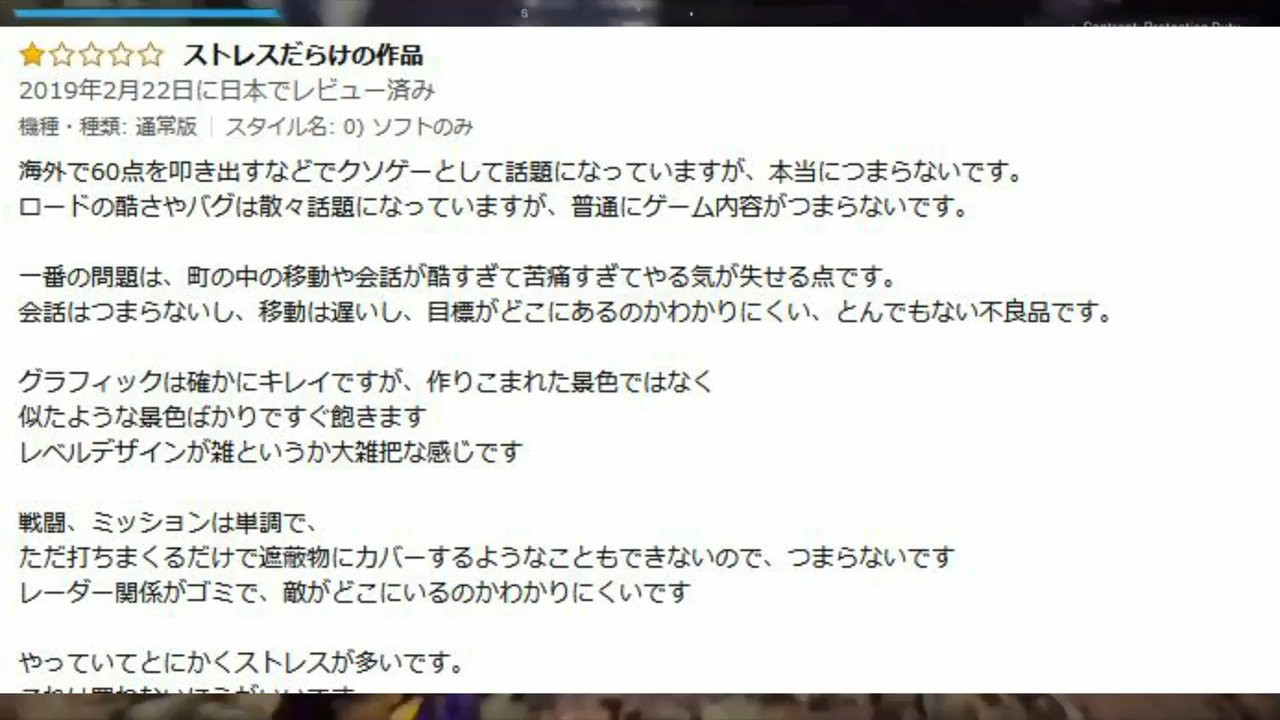 Contract: Protection Duty
ストレスだらけの作品
2019年2月22日に日本でレビュー済み
機種・種類: 通常版 | スタイル名: 0) ソフトのみ
海外で60点を叩き出すなどでクソゲーとして話題になっていますが、本当につまらないです。
ロードの酷さやバグは散々話題になっていますが、普通にゲーム内容がつまらないです。
一番の問題は、町の中の移動や会話が酷すぎて苦痛すぎてやる気が失せる点です。
会話はつまらないし、移動は遅いし、目標がどこにあるのかわかりにくい、とんでもない不良品です。
グラフィックは確かにキレイですが、作りこまれた景色ではなく
似たような景色ばかりですぐ飽きます
レベルデザインが雑というか大雑把な感じです
戦闘、ミッションは単調で、
ただ打ちまくるだけで遮蔽物にカバーするようなこともできないので、つまらないです
レーダー関係がゴミで、敵がどこにいるのかわかりにくいです
やっていてとにかくストレスが多いです。
これは買わないほうがいいです